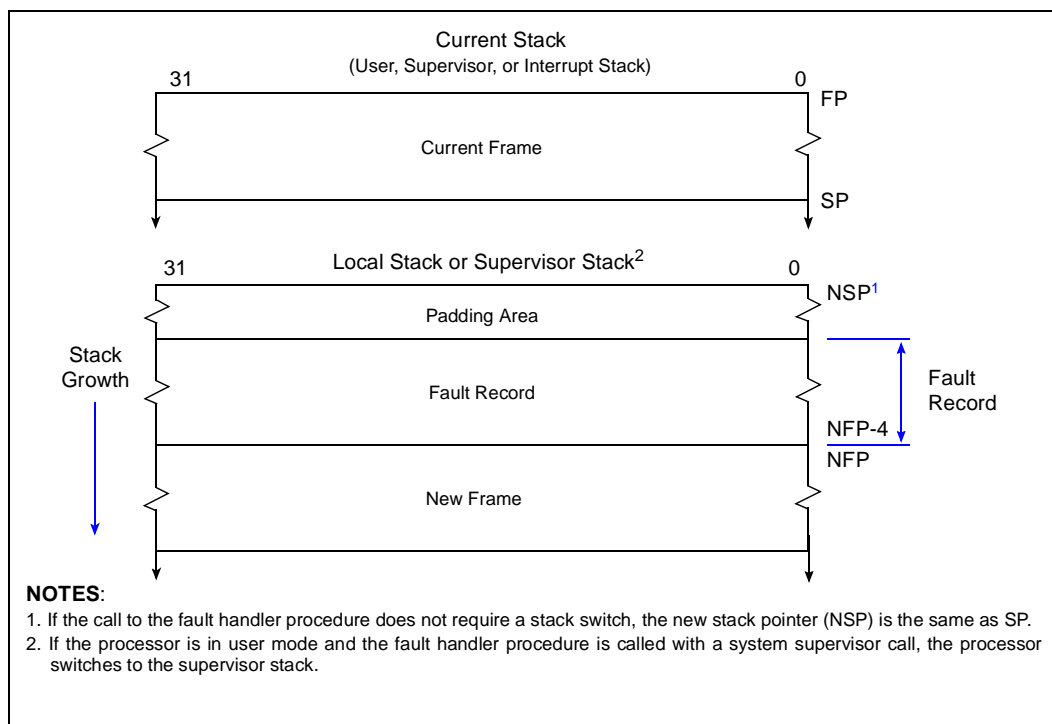 Current Stack
(User, Supervisor, or Interrupt Stack)
31
0
FP
Current Frame
SP
31
Local Stack or Supervisor Stack2
0
NSP1
Padding Area
Stack
Growth
Fault Record
Fault
Record
NFP-4
NFP
New Frame
NOTES:
1. If the call to the fault handler procedure does not require a stack switch, the new stack pointer (NSP) is the same as SP.
2. If the processor is in user mode and the fault handler procedure is called with a system supervisor call, the processor
switches to the supervisor stack.